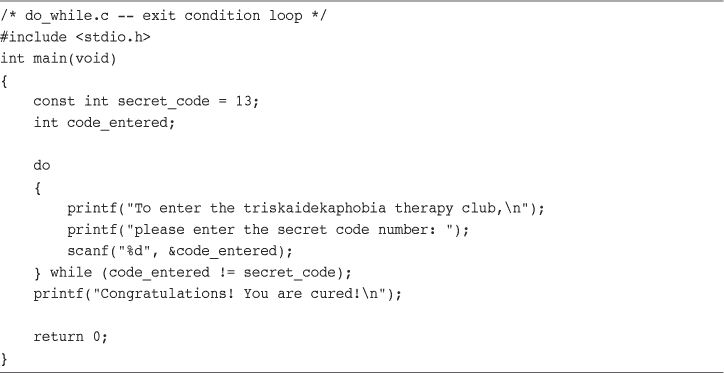 /* do_while.c -- exit condition loop */
#include <stdio.h>
int main(void)
{
    const int secret_code = 13;
    int code_entered;

    do
    {
        printf("To enter the triskaidekaphobia therapy club,\n");
        printf("please enter the secret code number: ");
        scanf("%d", &code_entered);
    } while (code_entered != secret_code);
    printf("Congratulations! You are cured!\n");

    return 0;
}